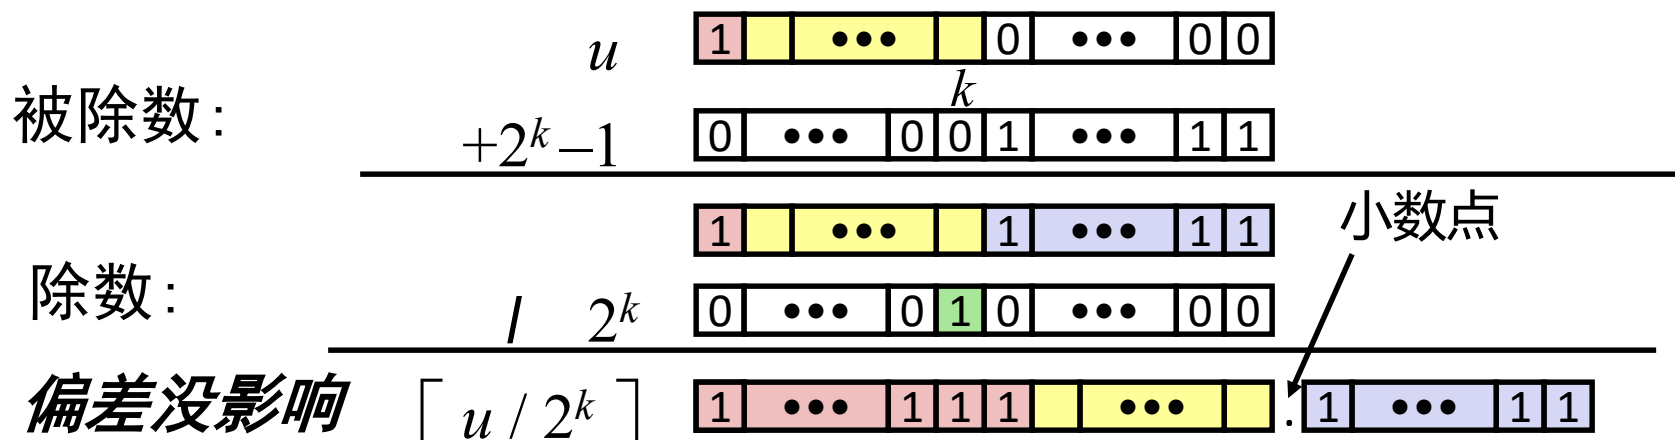 u 1 ••• 0 ••• 0 0
被除数: k
+2^k−1 0 ••• 0 0 1 ••• 1 1
1 ••• 1 ••• 1 1 小数点
除数: / 2^k 0 ••• 0 1 0 ••• 0 0
偏差没影响 ⌈ u / 2^k ⌉ 1 ••• 1 1 1 ••• . 1 ••• 1 1